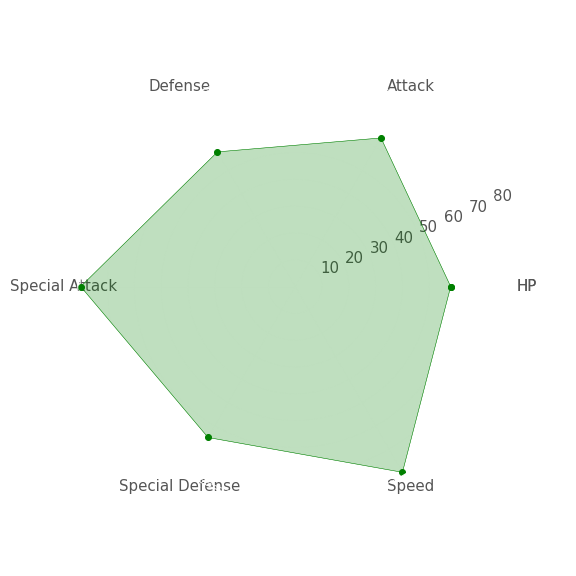 Defense
Attack
80
70
60
50
40
30
20
10
Special Attack
HP
Special Defense
Speed